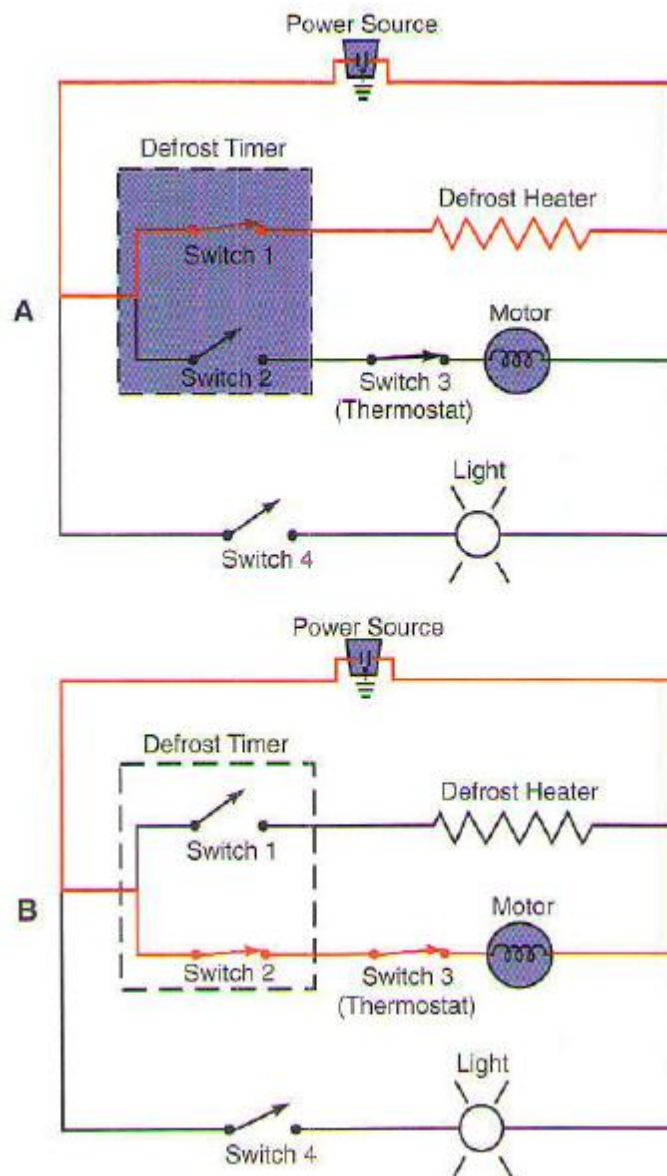 Power Source
Defrost Timer
Defrost Heater
Switch 1
A
Motor
Switch 2
Switch 3
(Thermostat)
Light
Switch 4
Power Source
Defrost Timer
Defrost Heater
Switch 1
B
Motor
Switch 2
Switch 3
(Thermostat)
Light
Switch 4